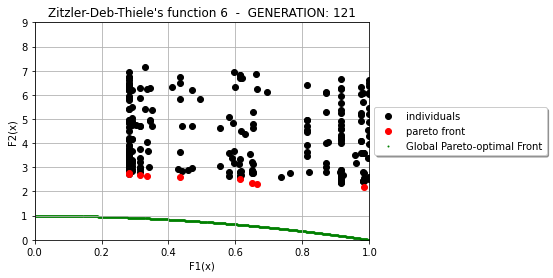 Zitzler-Deb-Thiele's function 6 - GENERATION: 121
9
8
7
6
5
4
3
2
1
0
F2(x)
0.0 0.2 0.4 0.6 0.8 1.0
F1(x)
individuals
pareto front
Global Pareto-optimal Front